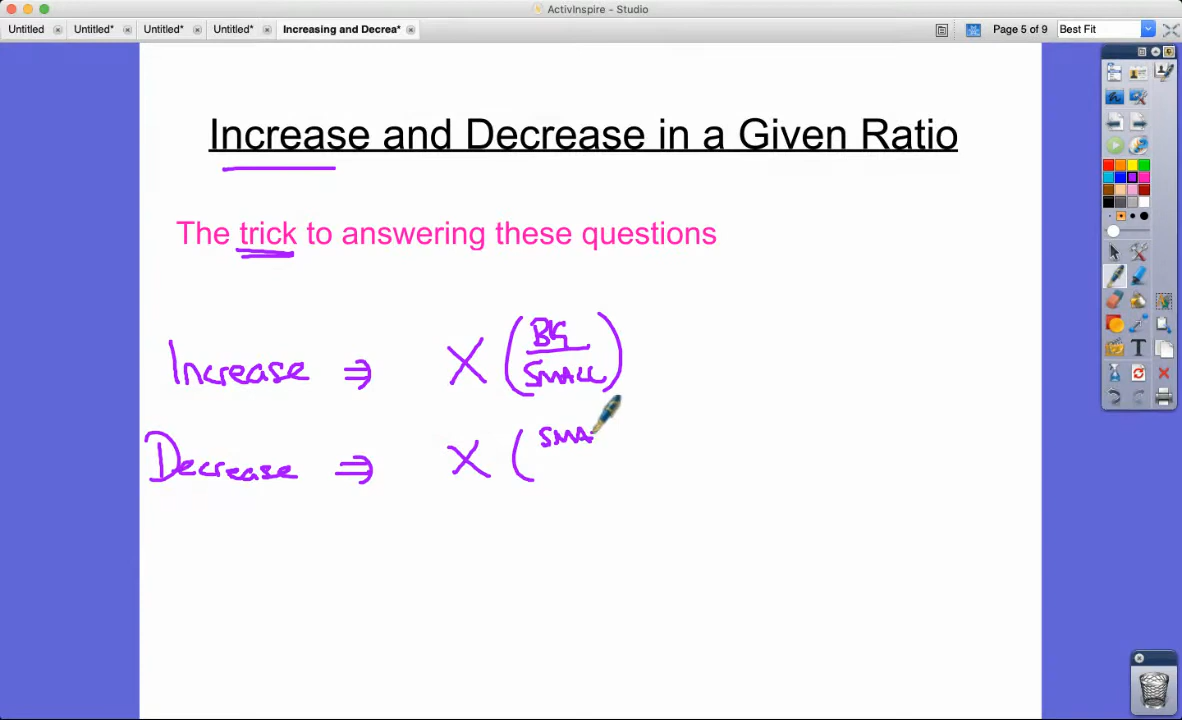 ActivInspire - Studio
Untitled Untitled* Untitled* Untitled* Increasing and Decrea* Page 5 of 9 Best Fit
Increase and Decrease in a Given Ratio
The trick to answering these questions
Increase ⇒ X (BIG
SMALL)
Decrease ⇒ X (SMA
T